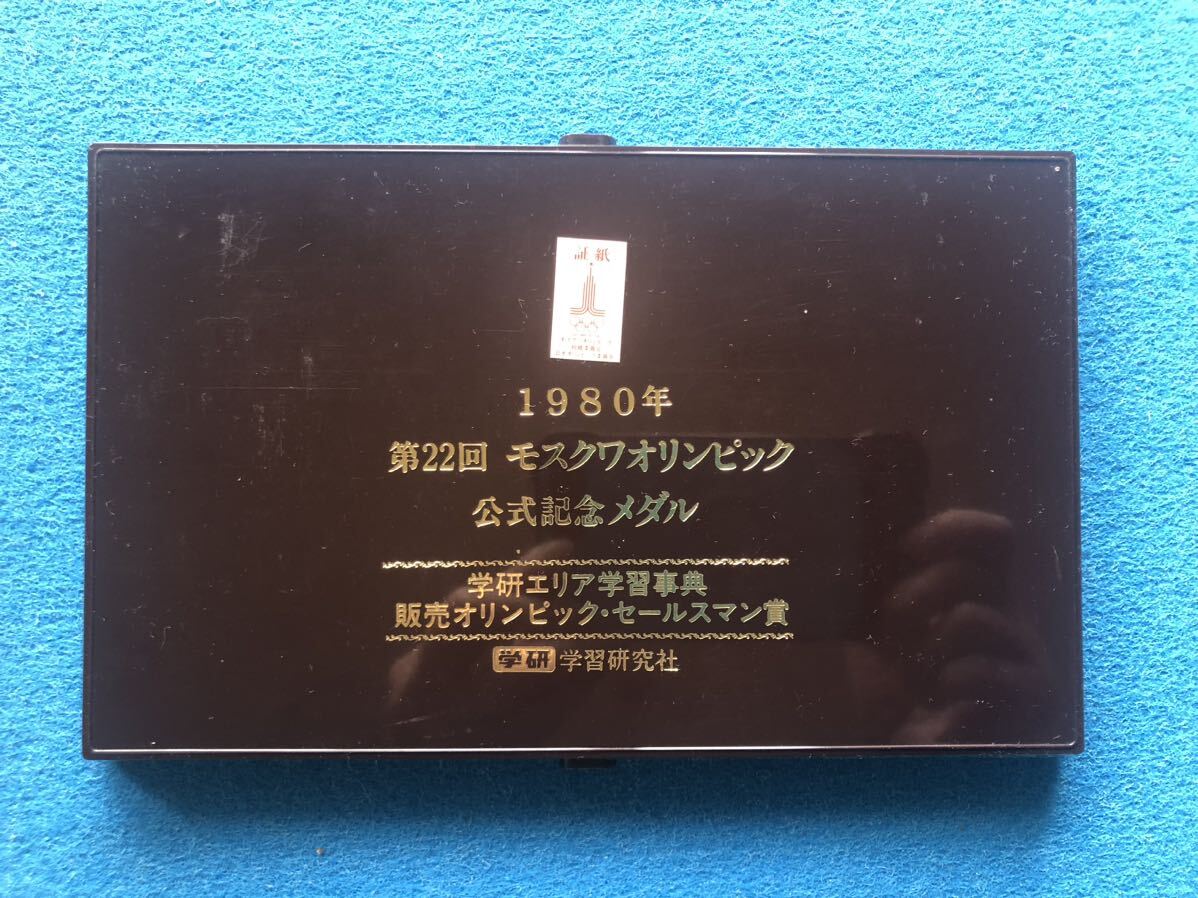 証紙
1980年
第22回 モスクワオリンピック
公式記念メダル
学研エリア学習事典
販売オリンピック・セールスマン賞
学研 学習研究社